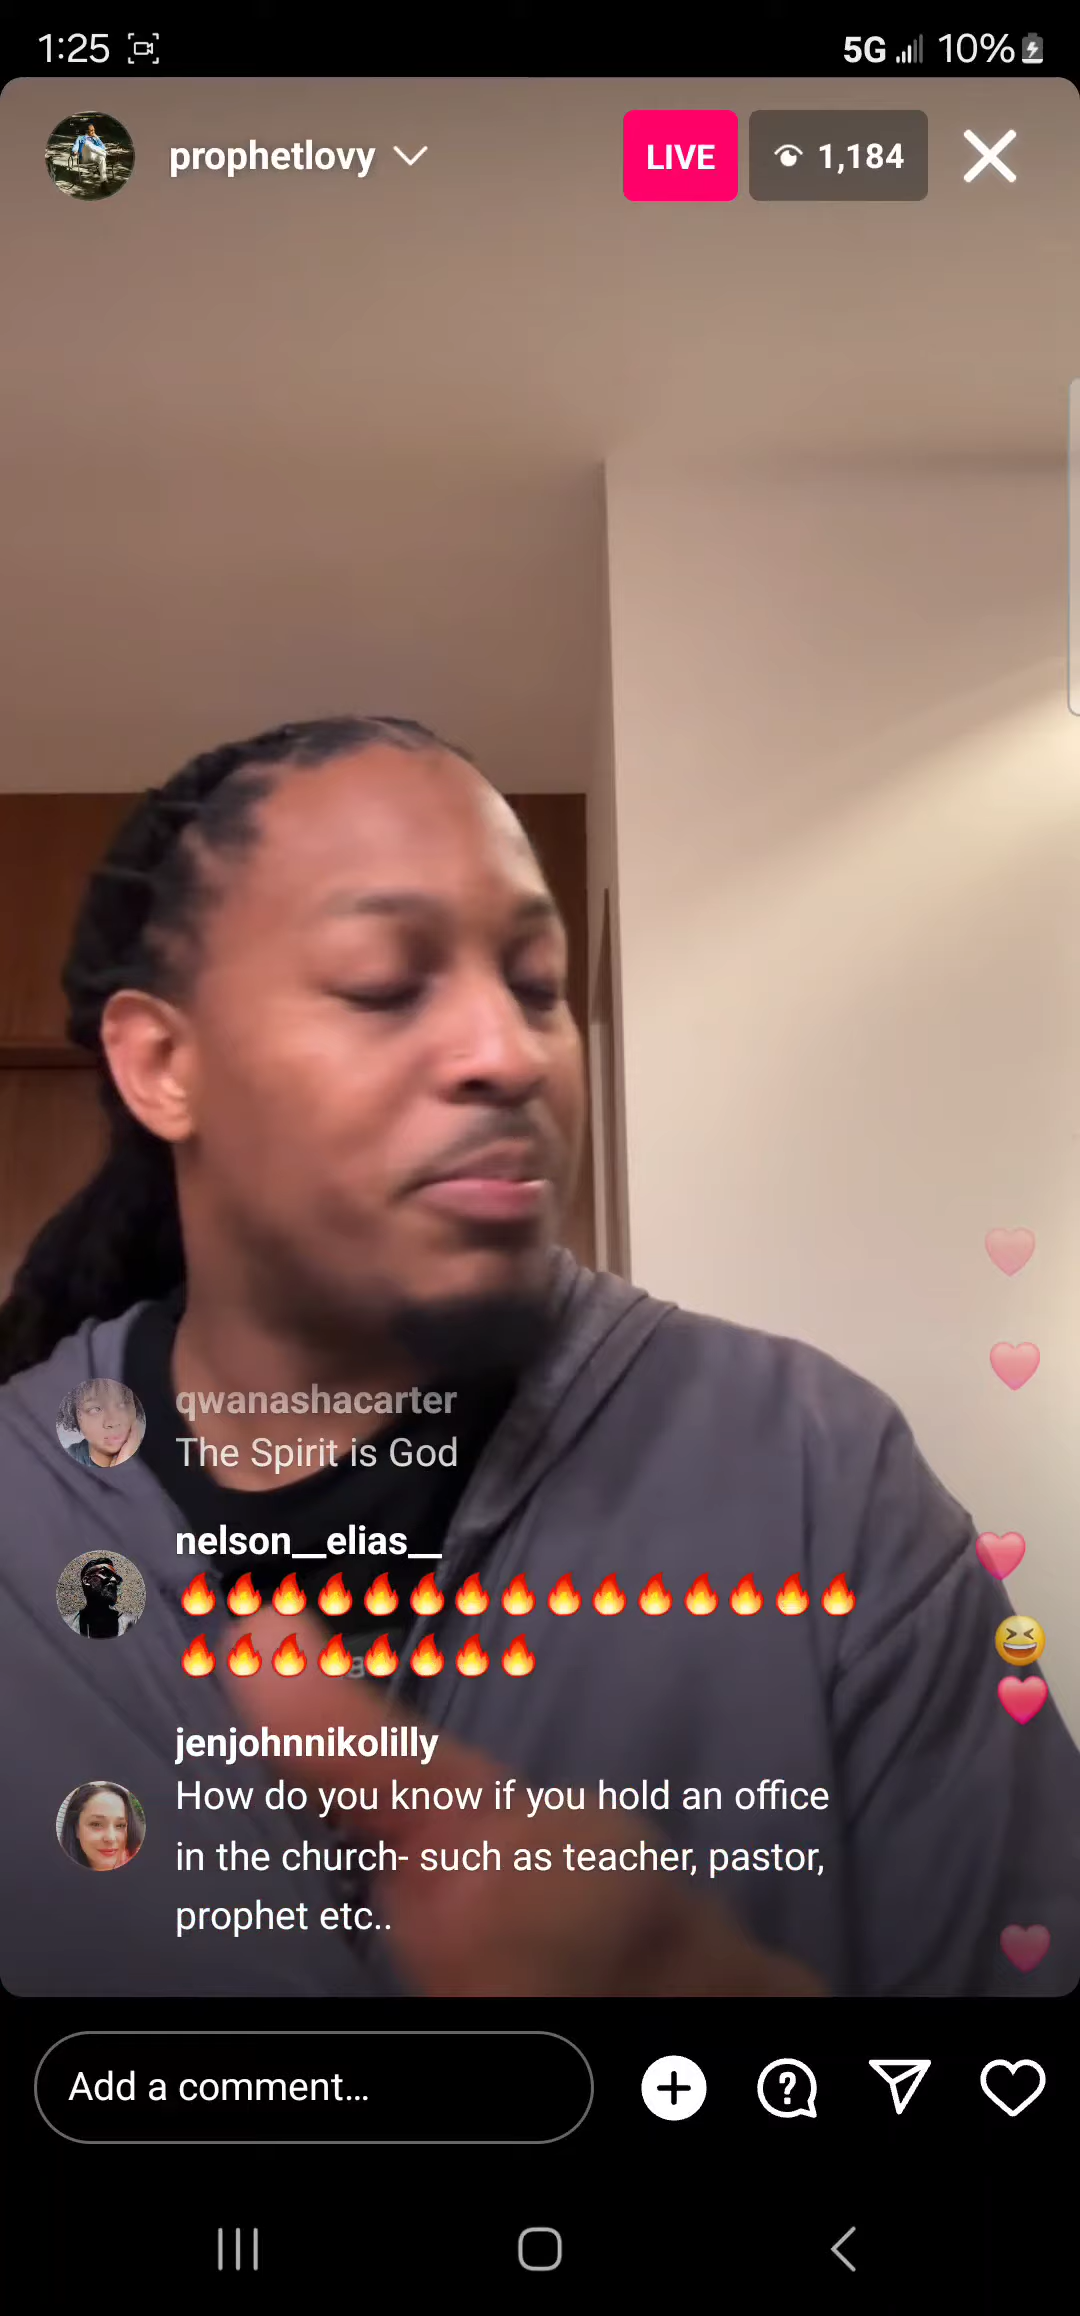 1:25
5G 10%
prophetlovy
LIVE
1,184
qwanashacarter
The Spirit is God
nelson__elias__
🔥🔥🔥🔥🔥🔥🔥🔥🔥🔥🔥🔥🔥🔥🔥
🔥🔥🔥🔥🔥🔥🔥🔥
jenjohnnikolilly
How do you know if you hold an office
in the church- such as teacher, pastor,
prophet etc..
Add a comment...